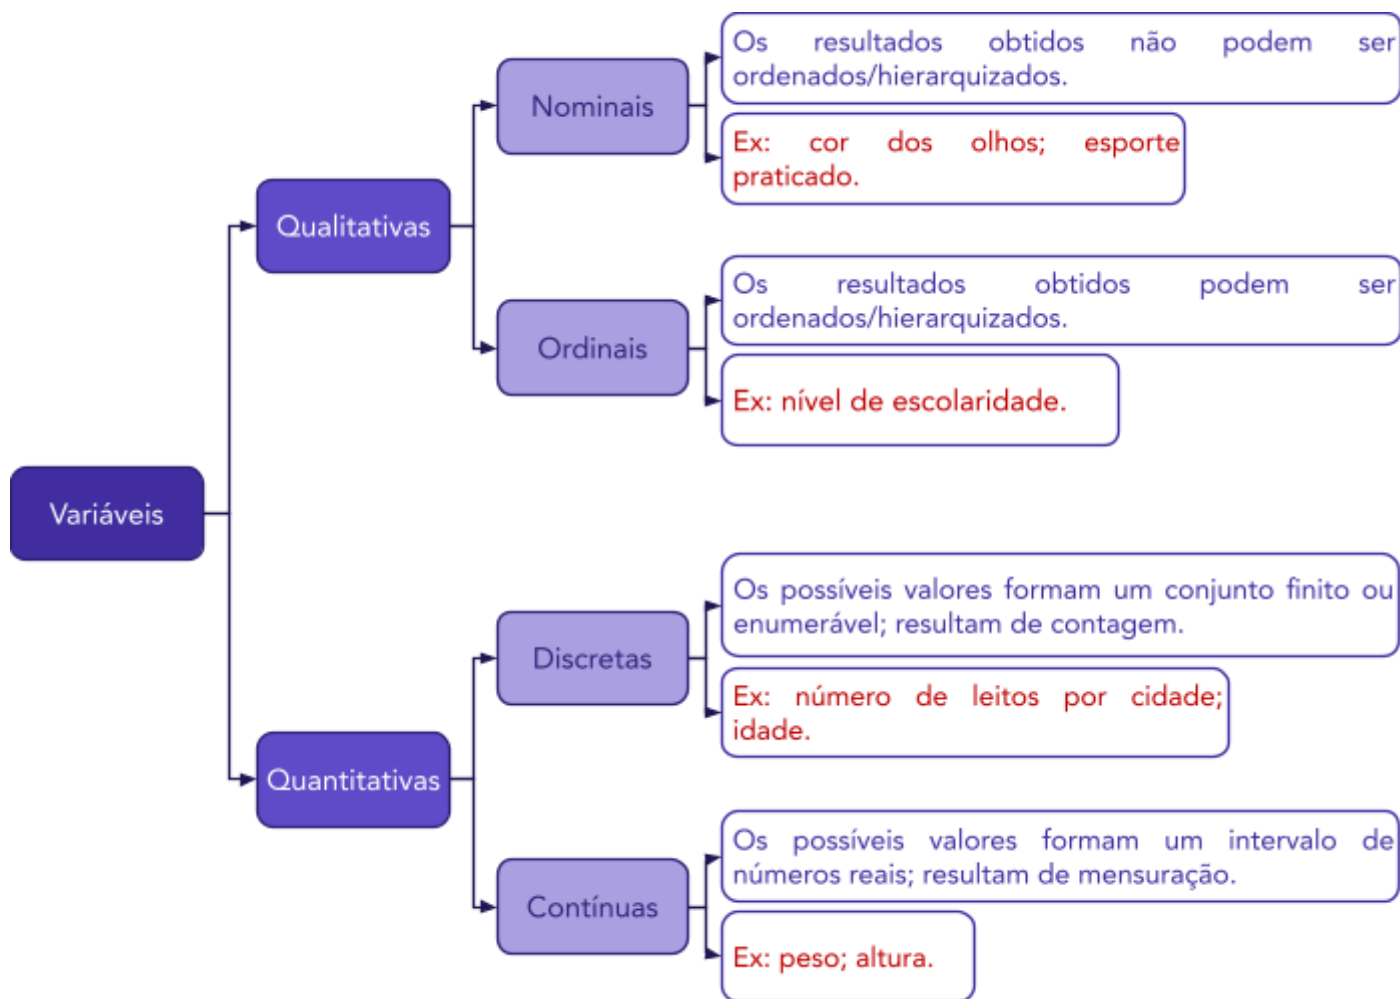 Variáveis
Qualitativas
Nominais
Os resultados obtidos não podem ser
ordenados/hierarquizados.
Ex: cor dos olhos; esporte
praticado.
Ordinais
Os resultados obtidos podem ser
ordenados/hierarquizados.
Ex: nível de escolaridade.
Quantitativas
Discretas
Os possíveis valores formam um conjunto finito ou
enumerável; resultam de contagem.
Ex: número de leitos por cidade;
idade.
Contínuas
Os possíveis valores formam um intervalo de
números reais; resultam de mensuração.
Ex: peso; altura.